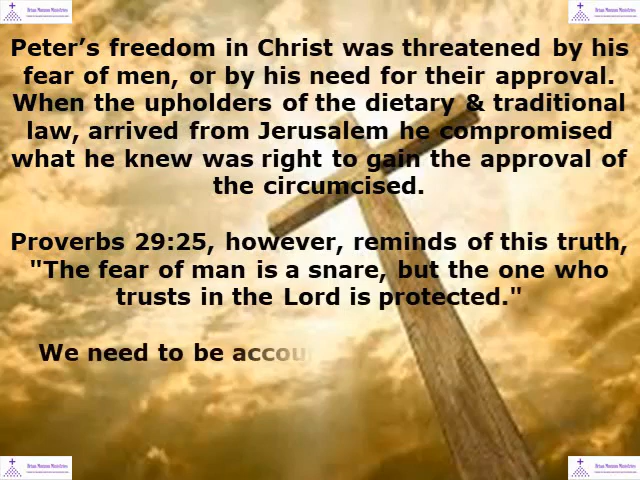 Peter’s freedom in Christ was threatened by his
fear of men, or by his need for their approval.
When the upholders of the dietary & traditional
law, arrived from Jerusalem he compromised
what he knew was right to gain the approval of
the circumcised.
Proverbs 29:25, however, reminds of this truth,
"The fear of man is a snare, but the one who
trusts in the Lord is protected."
We need to be accou